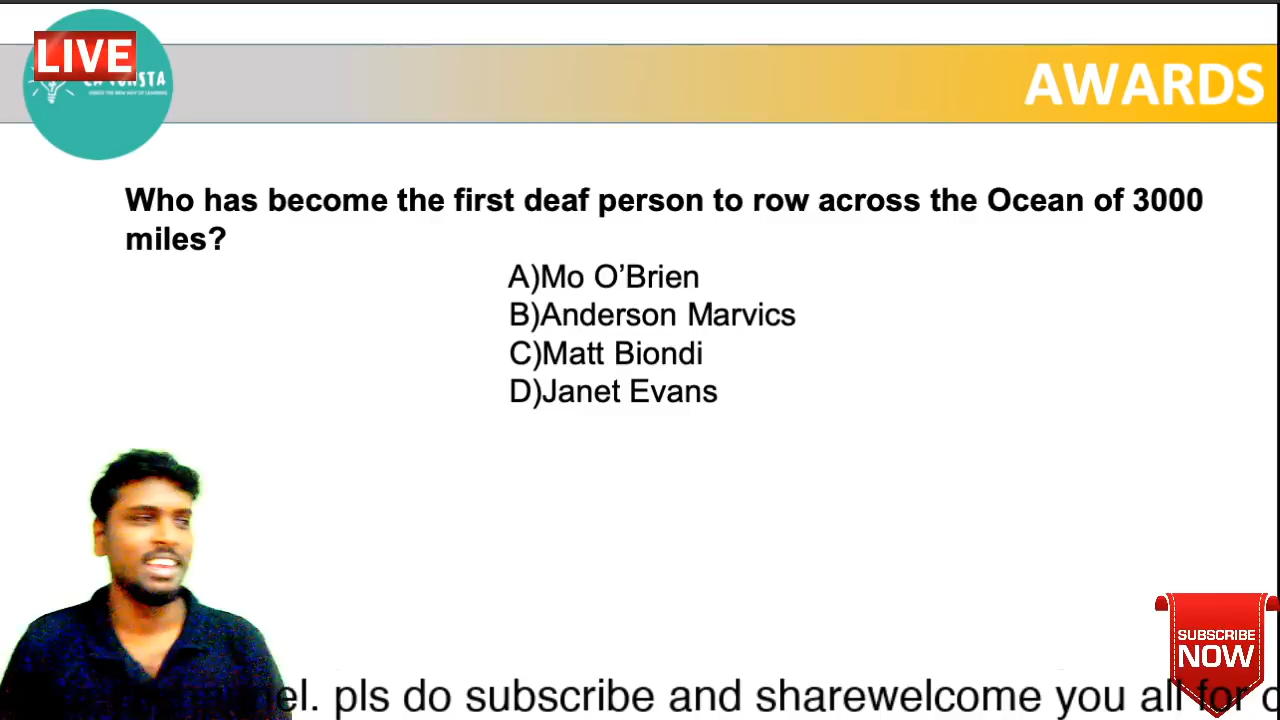 LIVE
AWARDS
Who has become the first deaf person to row across the Ocean of 3000
miles?
A)Mo O’Brien
B)Anderson Marvics
C)Matt Biondi
D)Janet Evans
SUBSCRIBE
NOW
pls do subscribe and sharewelcome you all for